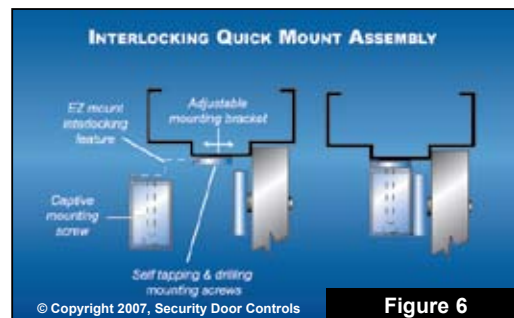 INTERLOCKING QUICK MOUNT ASSEMBLY
EZ mount
interlocking
feature
Adjustable
mounting bracket
Captive
mounting
screw
Self tapping & drilling
mounting screws
© Copyright 2007, Security Door Controls
Figure 6